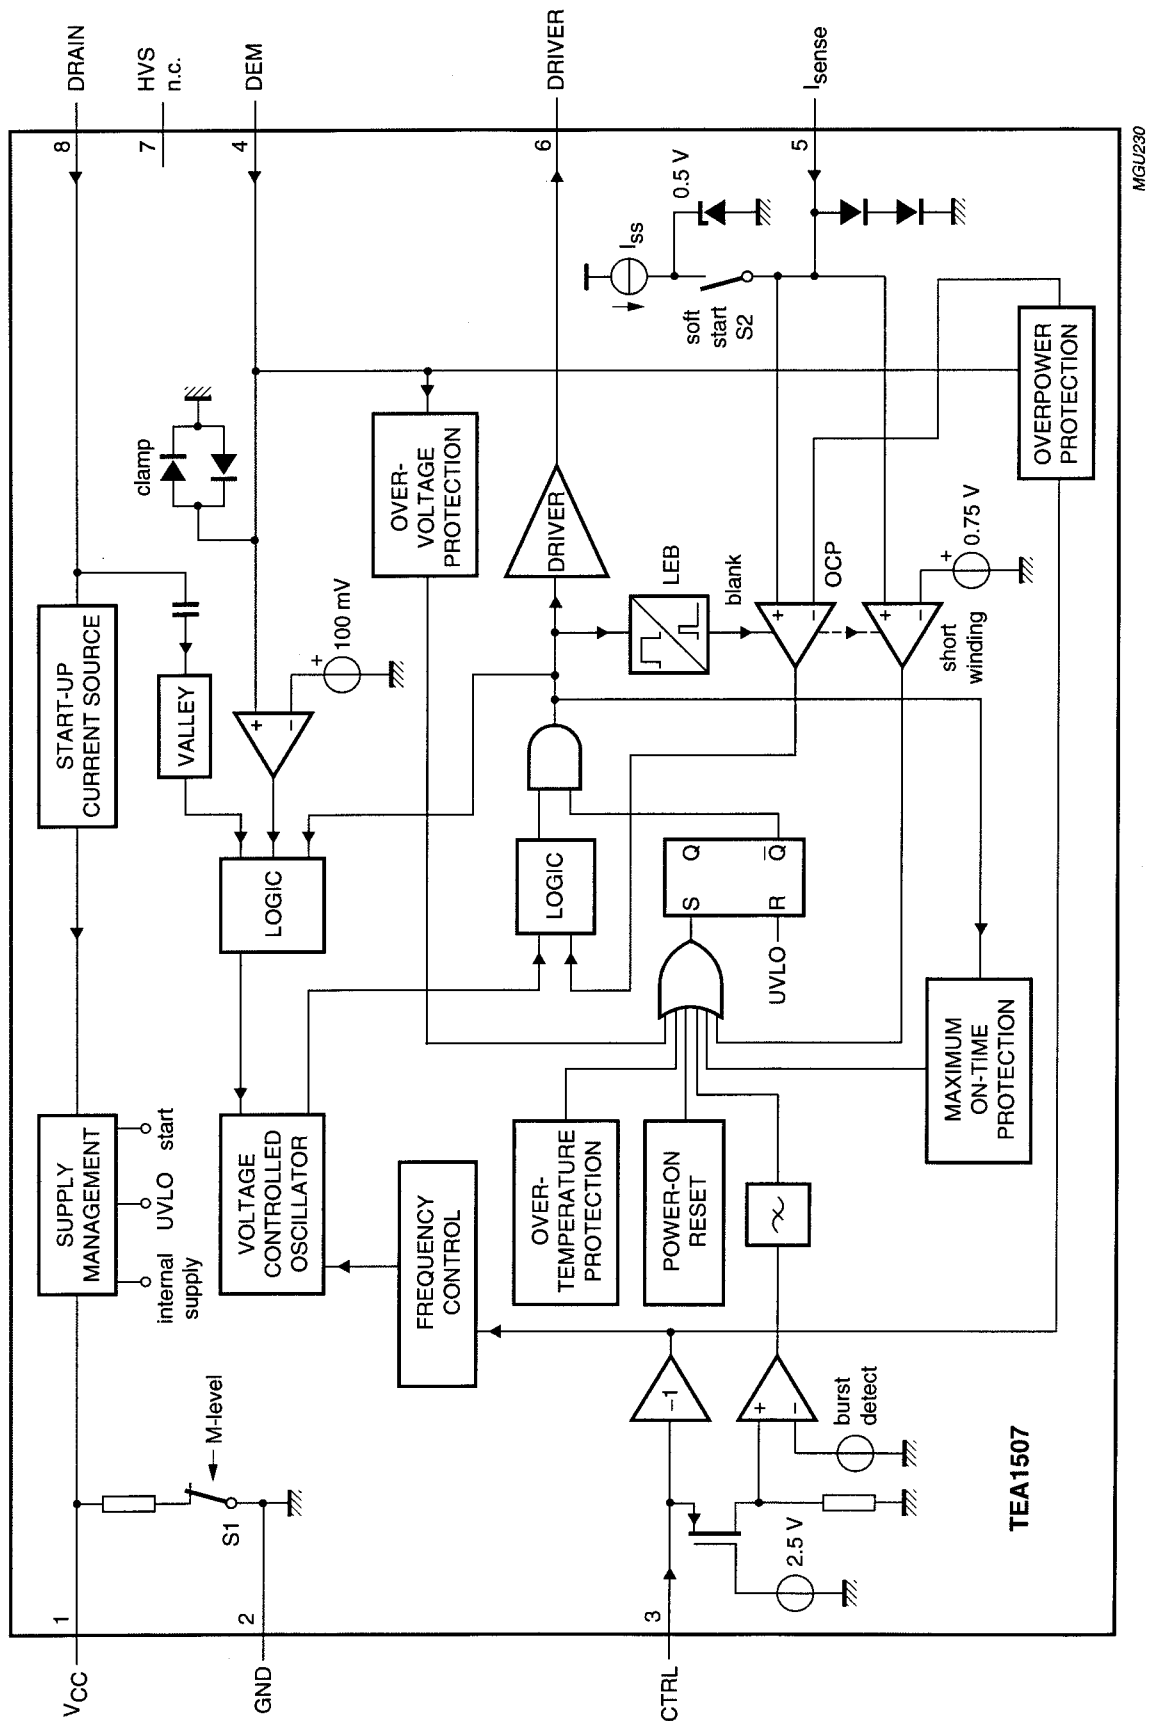 VCC
1
SUPPLY
MANAGEMENT
START-UP
CURRENT SOURCE
8
DRAIN
internal
supply
UVLO
start
clamp
7
HVS
n.c.
VALLEY
M-level
S1
GND
2
VOLTAGE
CONTROLLED
OSCILLATOR
LOGIC
+
−
100 mV
+
4
DEM
FREQUENCY
CONTROL
OVER-
VOLTAGE
PROTECTION
OVER-
TEMPERATURE
PROTECTION
LOGIC
DRIVER
6
DRIVER
POWER-ON
RESET
S
Q
R
Q
UVLO
LEB
blank
Iss
0.5 V
soft
start
S2
CTRL
3
−1
+
−
OCP
+
−
5
Isense
2.5 V
burst
detect
short
winding
+
−
0.75 V
+
MAXIMUM
ON-TIME
PROTECTION
OVERPOWER
PROTECTION
TEA1507
MGU230